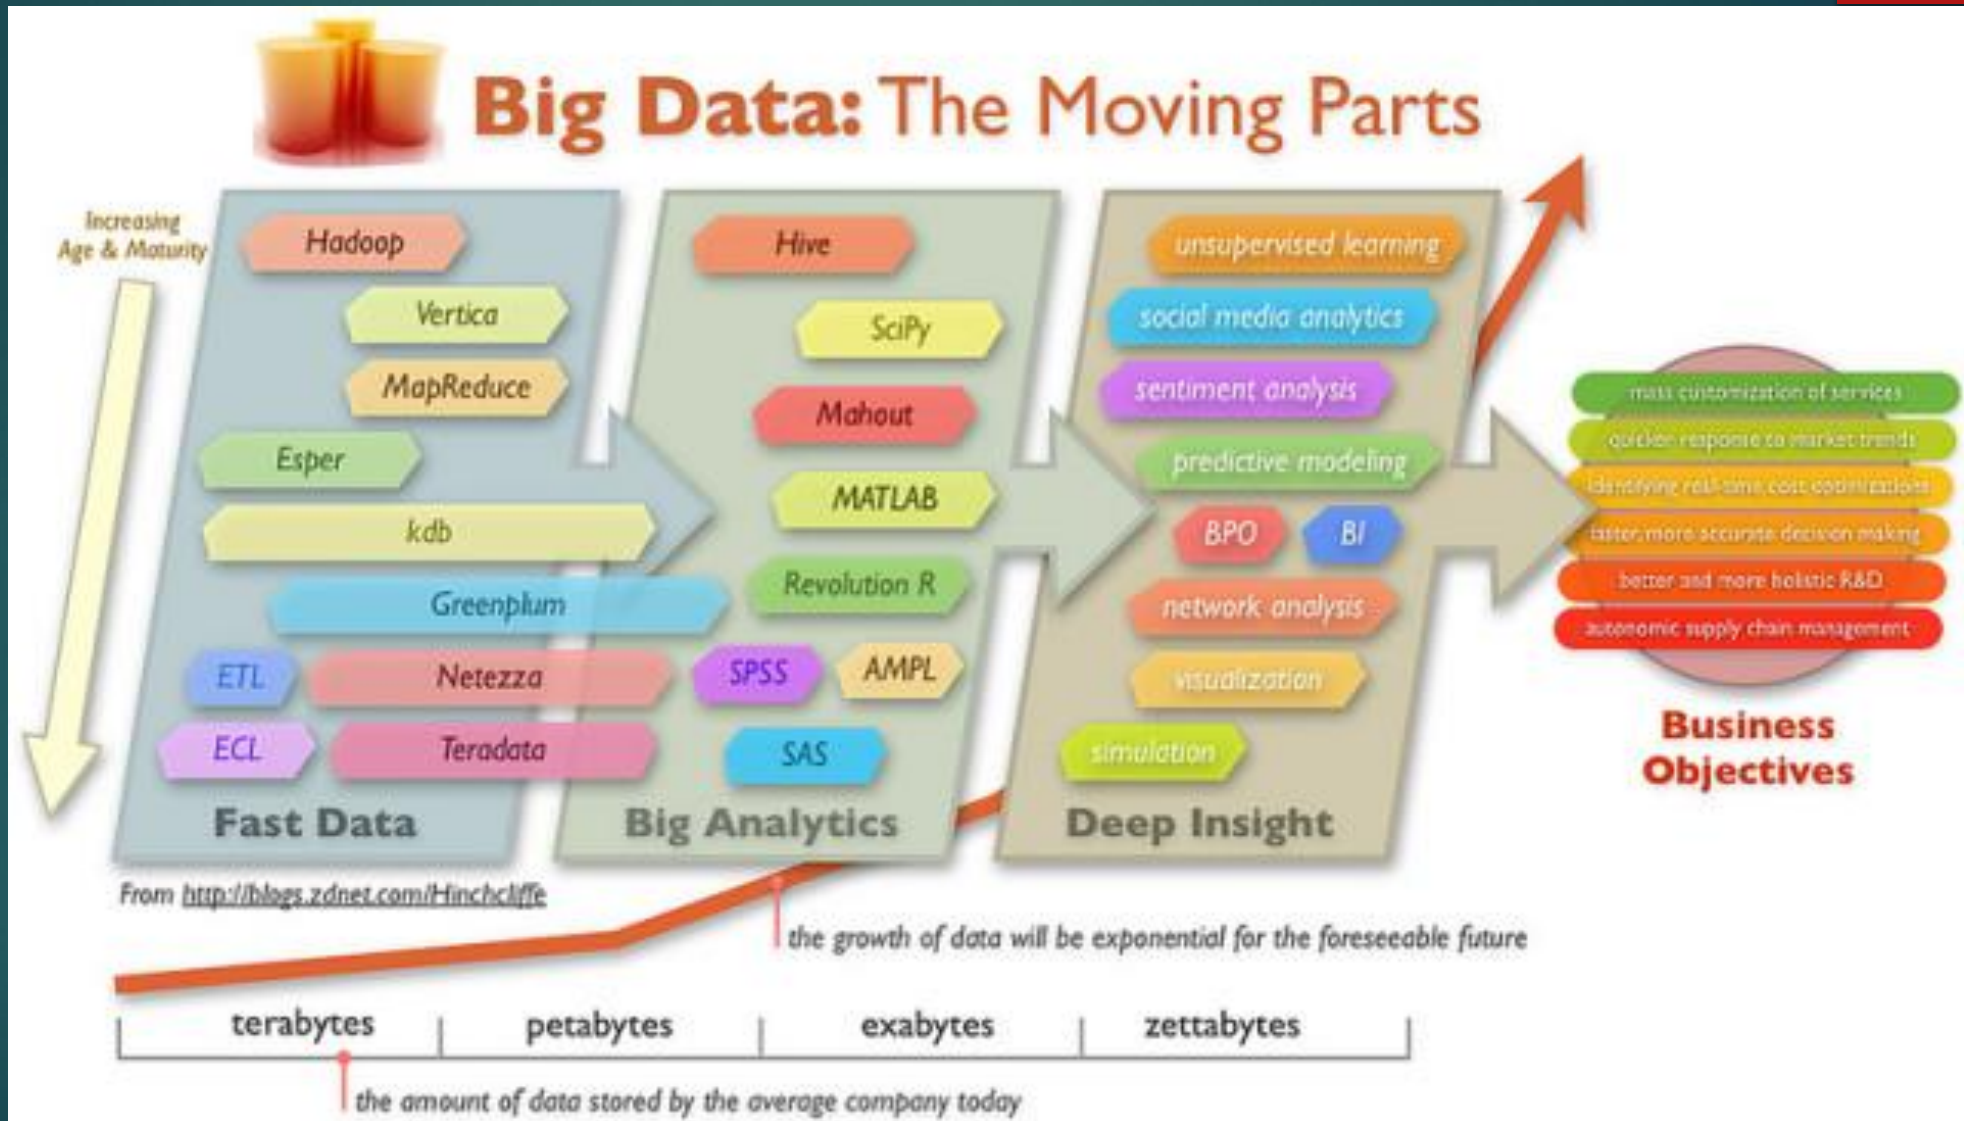 Big Data: The Moving Parts
Increasing
Age & Maturity
Hadoop
Vertica
MapReduce
Esper
kdb
Greenplum
ETL
Netezza
ECL
Teradata
Fast Data
Hive
SciPy
Mahout
MATLAB
Revolution R
SPSS
AMPL
SAS
Big Analytics
unsupervised learning
social media analytics
sentiment analysis
predictive modeling
BPO
BI
network analysis
visualization
simulation
Deep Insight
mass customization of services
quicker response to market trends
identifying real-time cost optimizations
faster, more accurate decision making
better and more holistic R&D
autonomic supply chain management
Business
Objectives
From http://blogs.zdnet.com/Hinchcliffe
the growth of data will be exponential for the foreseeable future
terabytes
petabytes
exabytes
zettabytes
the amount of data stored by the average company today